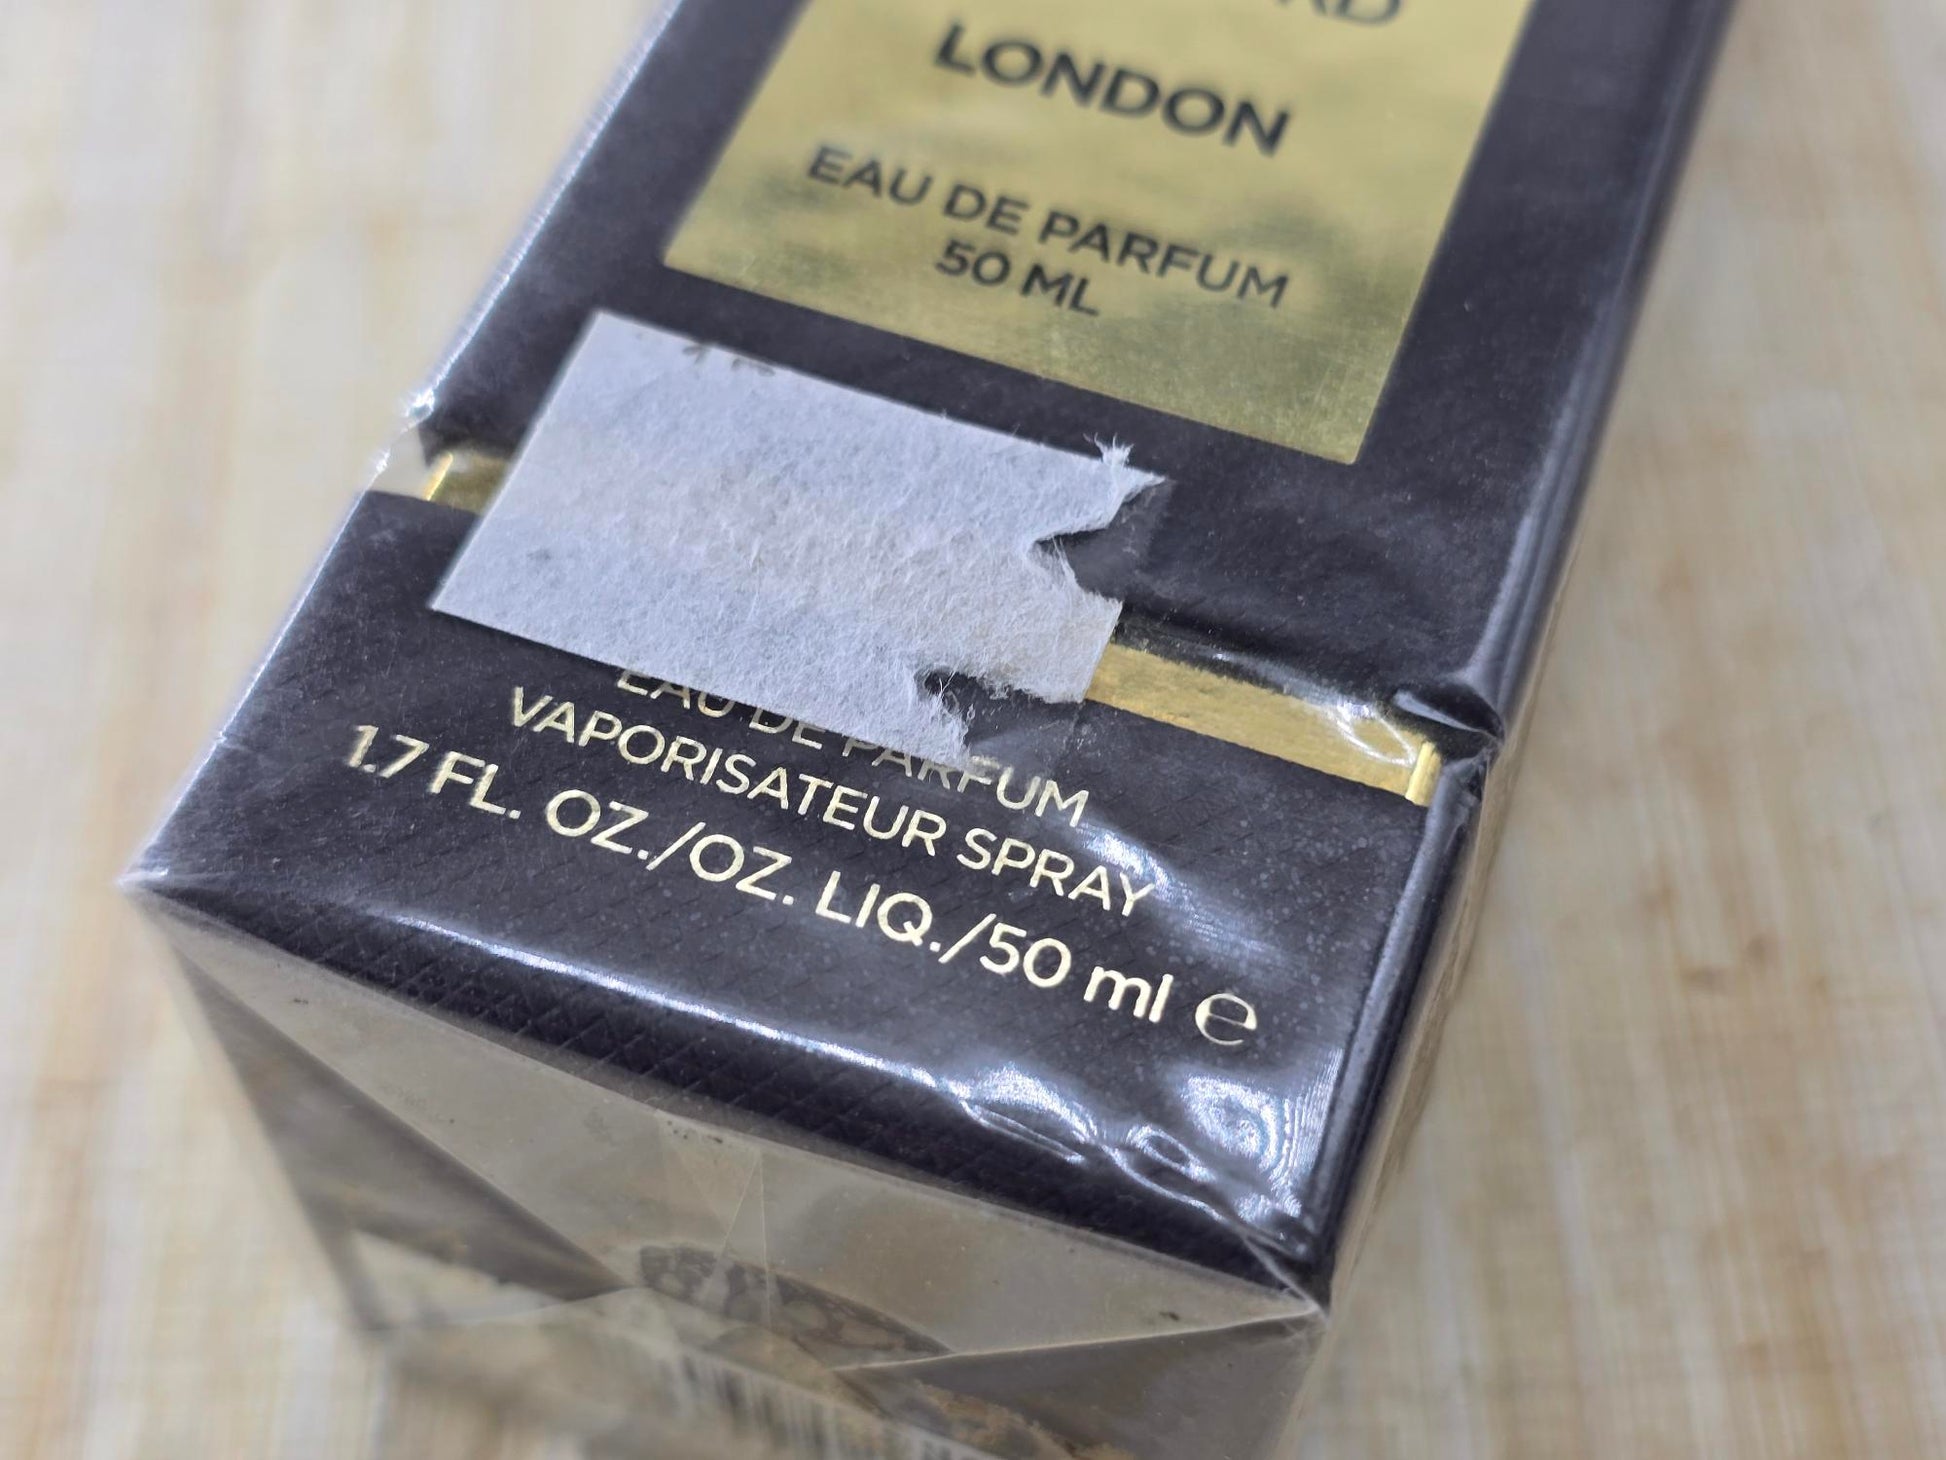 LONDON
EAU DE PARFUM
50 ML
EAU DE PARFUM
VAPORISATEUR SPRAY
1.7 FL. OZ./OZ. LIQ./50 ml ℮